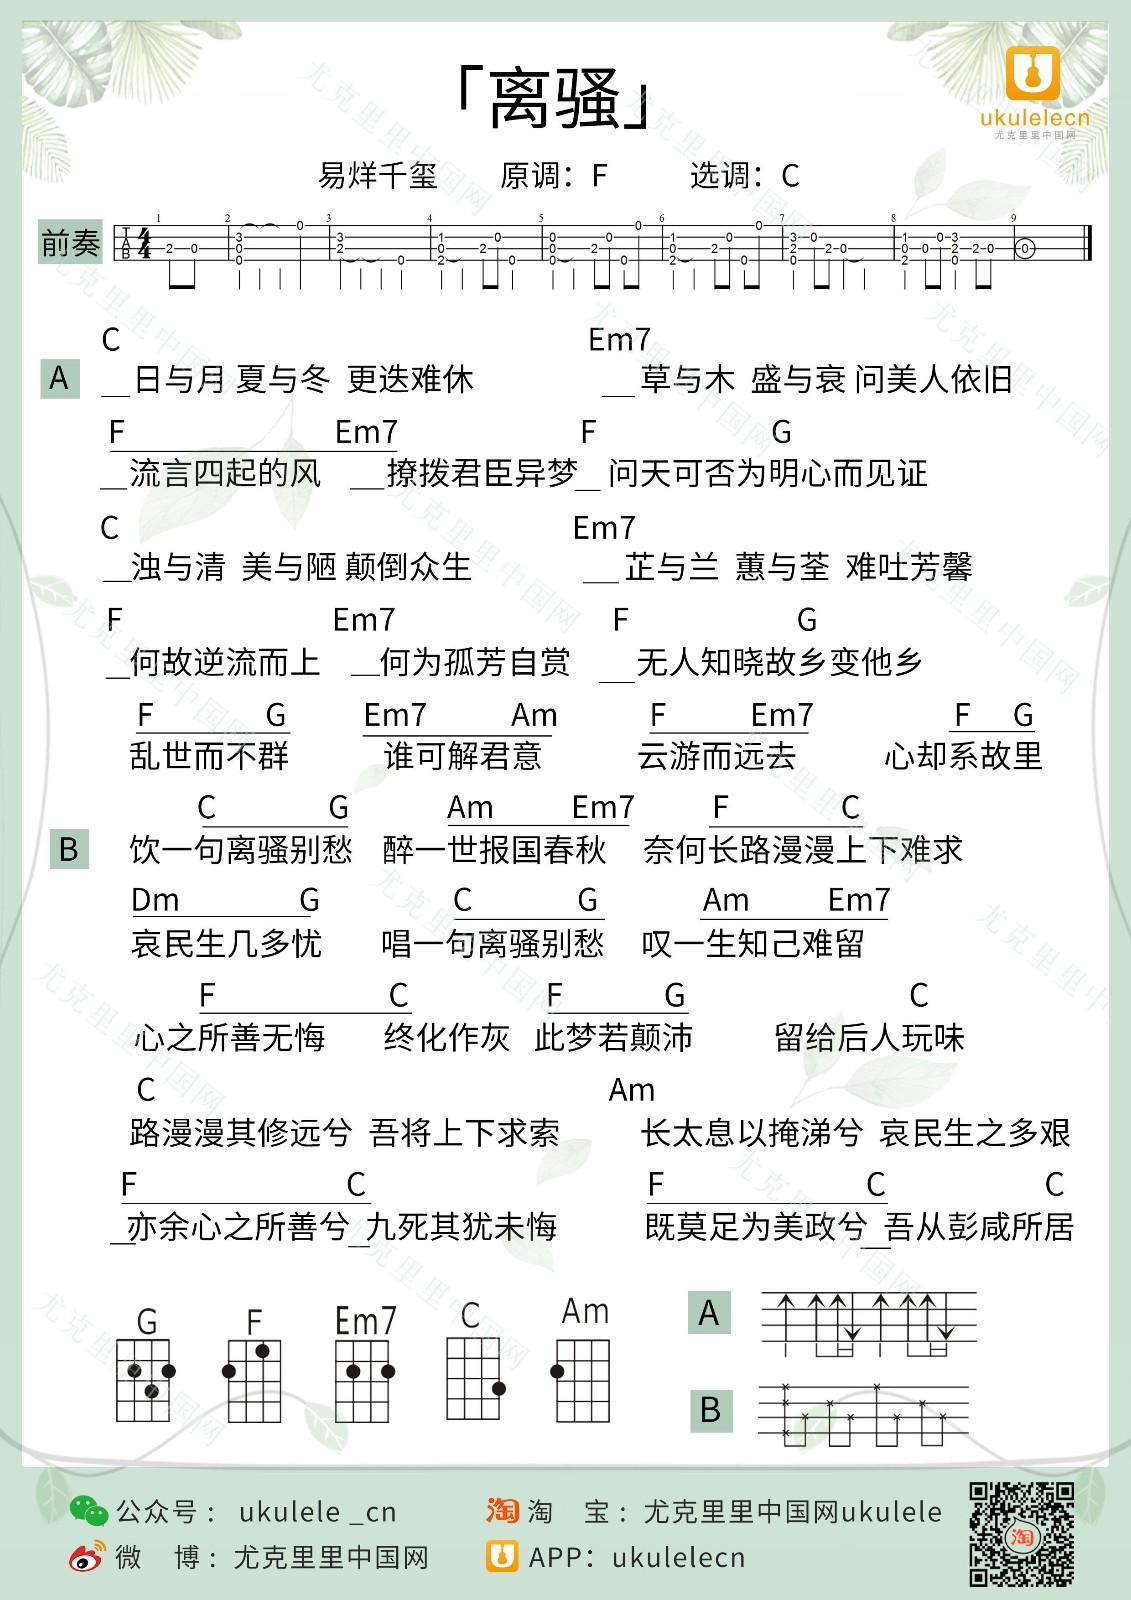 「离骚」
ukulelecn
尤克里里中国网
易烊千玺 原调：F 选调：C
前奏
C Em7
A __日与月 夏与冬 更迭难休 __草与木 盛与衰 问美人依旧
F Em7 F G
__流言四起的风 __撩拨君臣异梦__问天可否为明心而见证
C Em7
__浊与清 美与陋 颠倒众生 __芷与兰 蕙与荃 难吐芳馨
F Em7 F G
__何故逆流而上 __何为孤芳自赏 __无人知晓故乡变他乡
F G Em7 Am F Em7 F G
乱世而不群 谁可解君意 云游而远去 心却系故里
C G Am Em7 F C
B 饮一句离骚别愁 醉一世报国春秋 奈何长路漫漫上下难求
Dm G C G Am Em7
哀民生几多忧 唱一句离骚别愁 叹一生知己难留
F C F G C
心之所善无悔 终化作灰 此梦若颠沛 留给后人玩味
C Am
路漫漫其修远兮 吾将上下求索 长太息以掩涕兮 哀民生之多艰
F C F C C
__亦余心之所善兮__九死其犹未悔 既莫足为美政兮__吾从彭咸所居
G F Em7 C Am
A
B
公众号： ukulele _cn 淘 淘 宝：尤克里里中国网ukulele
微 博：尤克里里中国网 APP：ukulelecn
淘